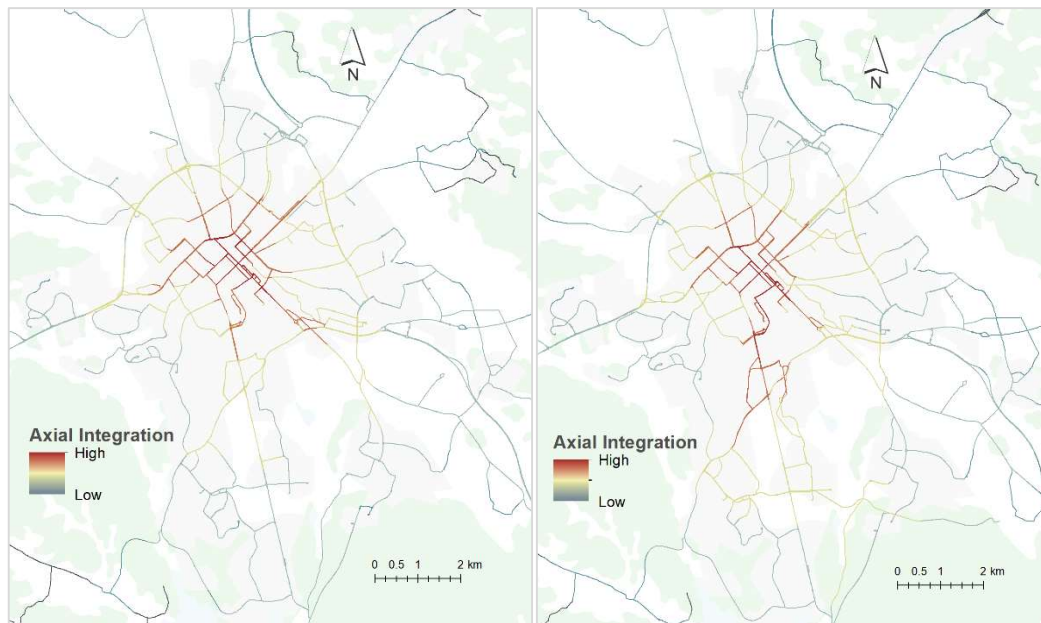 N
Axial Integration
High
Low
0 0.5 1 2 km
N
Axial Integration
High
Low
0 0.5 1 2 km